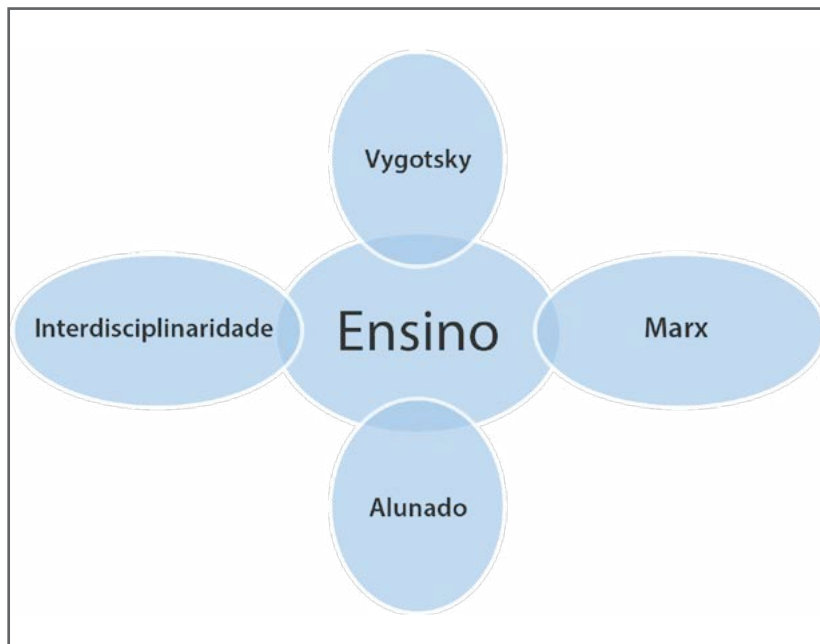 Vygotsky
Interdisciplinaridade
Ensino
Marx
Alunado